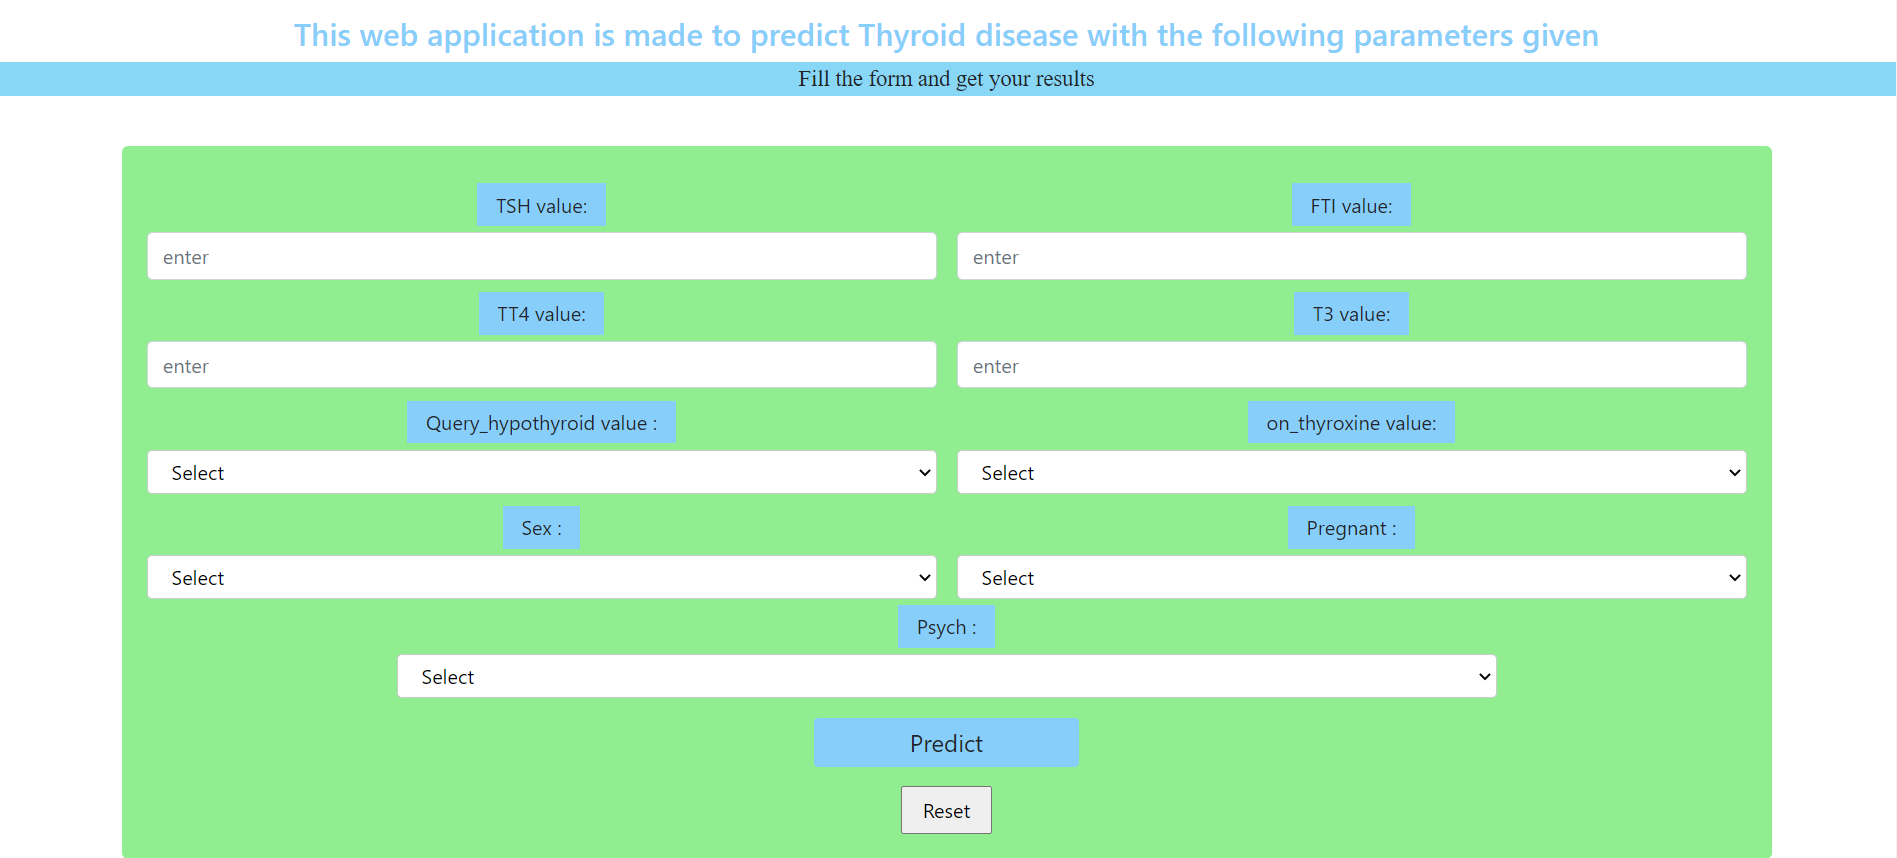 This web application is made to predict Thyroid disease with the following parameters given
Fill the form and get your results
TSH value:
FTI value:
enter
enter
TT4 value:
T3 value:
enter
enter
Query_hypothyroid value :
on_thyroxine value:
Select
Select
Sex :
Pregnant :
Select
Select
Psych :
Select
Predict
Reset